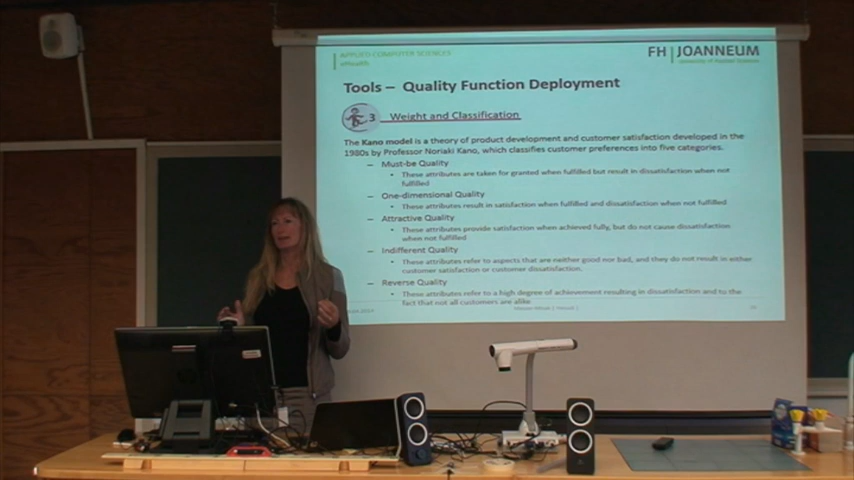 APPLIED COMPUTER SCIENCES
eHealth
FH | JOANNEUM
University of Applied Sciences
Tools – Quality Function Deployment
3 Weight and Classification
The Kano model is a theory of product development and customer satisfaction developed in the
1980s by Professor Noriaki Kano, which classifies customer preferences into five categories.
– Must-be Quality
• These attributes are taken for granted when fulfilled but result in dissatisfaction when not
fulfilled
– One-dimensional Quality
• These attributes result in satisfaction when fulfilled and dissatisfaction when not fulfilled.
– Attractive Quality
• These attributes provide satisfaction when achieved fully, but do not cause dissatisfaction
when not fulfilled
– Indifferent Quality
• These attributes refer to aspects that are neither good nor bad, and they do not result in either
customer satisfaction or customer dissatisfaction.
– Reverse Quality
• These attributes refer to a high degree of achievement resulting in dissatisfaction and to the
fact that not all customers are alike